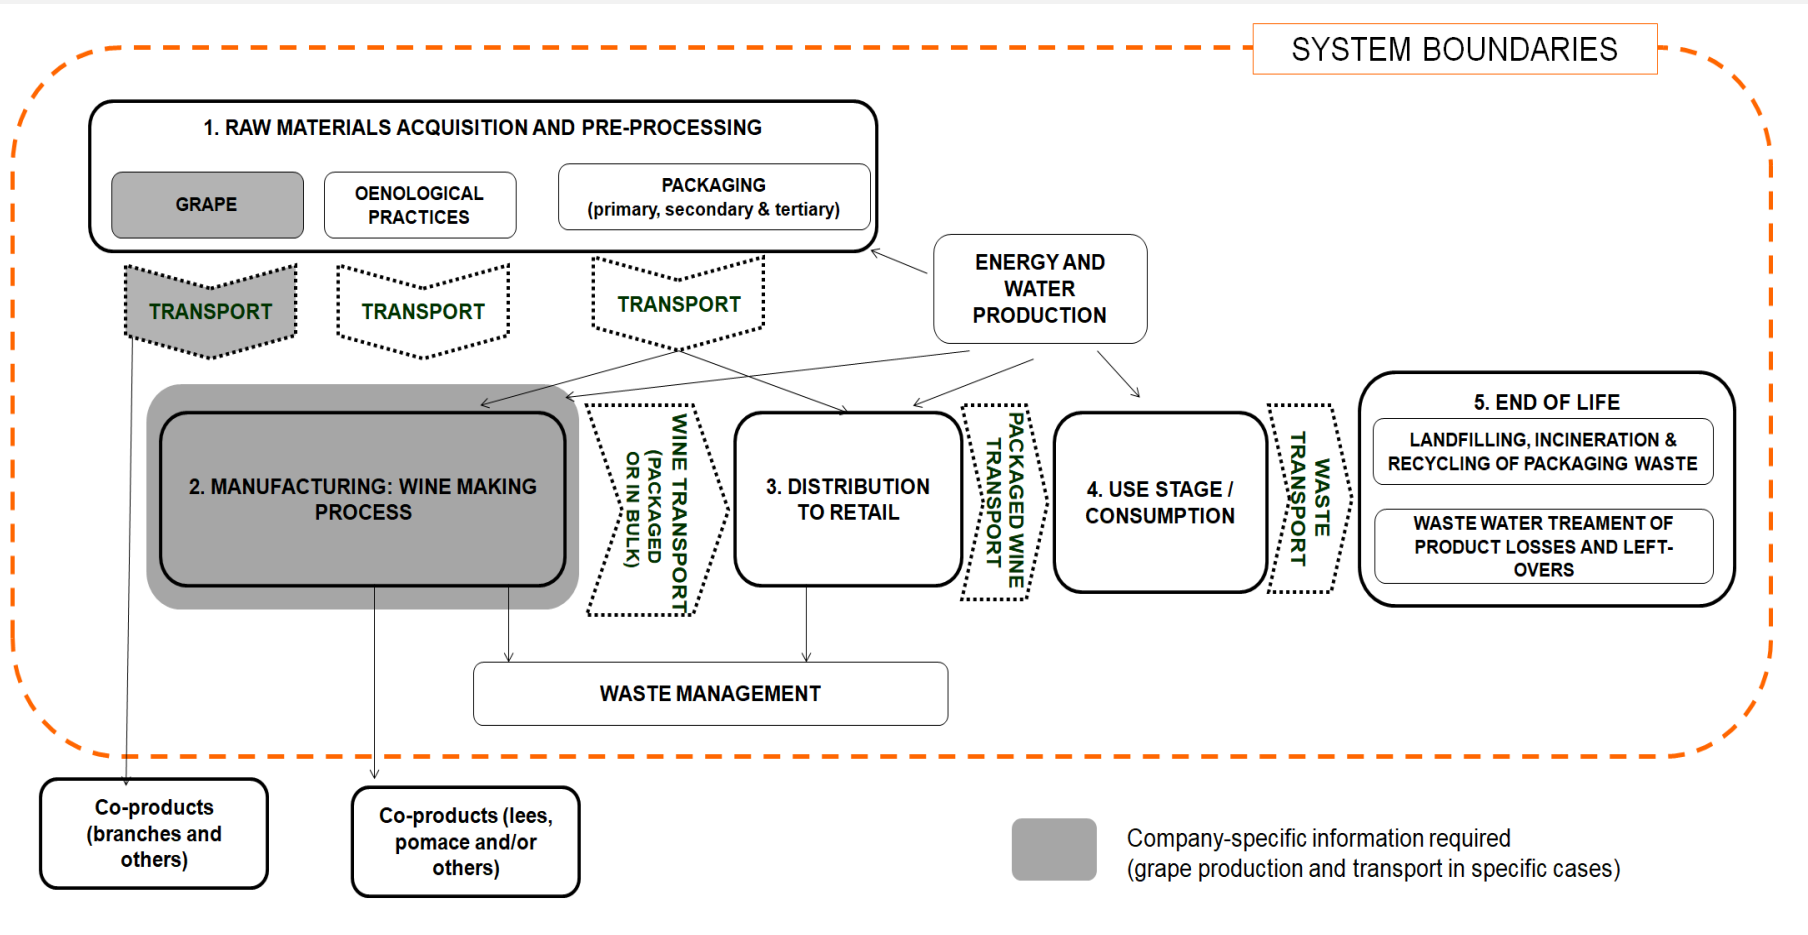 SYSTEM BOUNDARIES
1. RAW MATERIALS ACQUISITION AND PRE-PROCESSING
GRAPE
OENOLOGICAL
PRACTICES
PACKAGING
(primary, secondary & tertiary)
TRANSPORT
TRANSPORT
TRANSPORT
ENERGY AND
WATER
PRODUCTION
2. MANUFACTURING: WINE MAKING
PROCESS
WINE TRANSPORT
(PACKAGED
OR IN BULK)
3. DISTRIBUTION
TO RETAIL
PACKAGED WINE
TRANSPORT
4. USE STAGE /
CONSUMPTION
WASTE
TRANSPORT
5. END OF LIFE
LANDFILLING, INCINERATION &
RECYCLING OF PACKAGING WASTE
WASTE WATER TREAMENT OF
PRODUCT LOSSES AND LEFT-
OVERS
WASTE MANAGEMENT
Co-products
(branches and
others)
Co-products (lees,
pomace and/or
others)
Company-specific information required
(grape production and transport in specific cases)